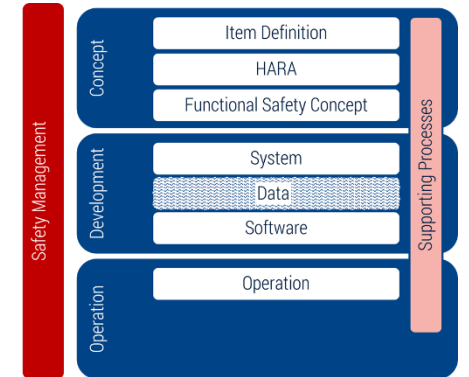 Safety Management
Concept
Item Definition
HARA
Functional Safety Concept
Development
System
Data
Software
Operation
Operation
Supporting Processes